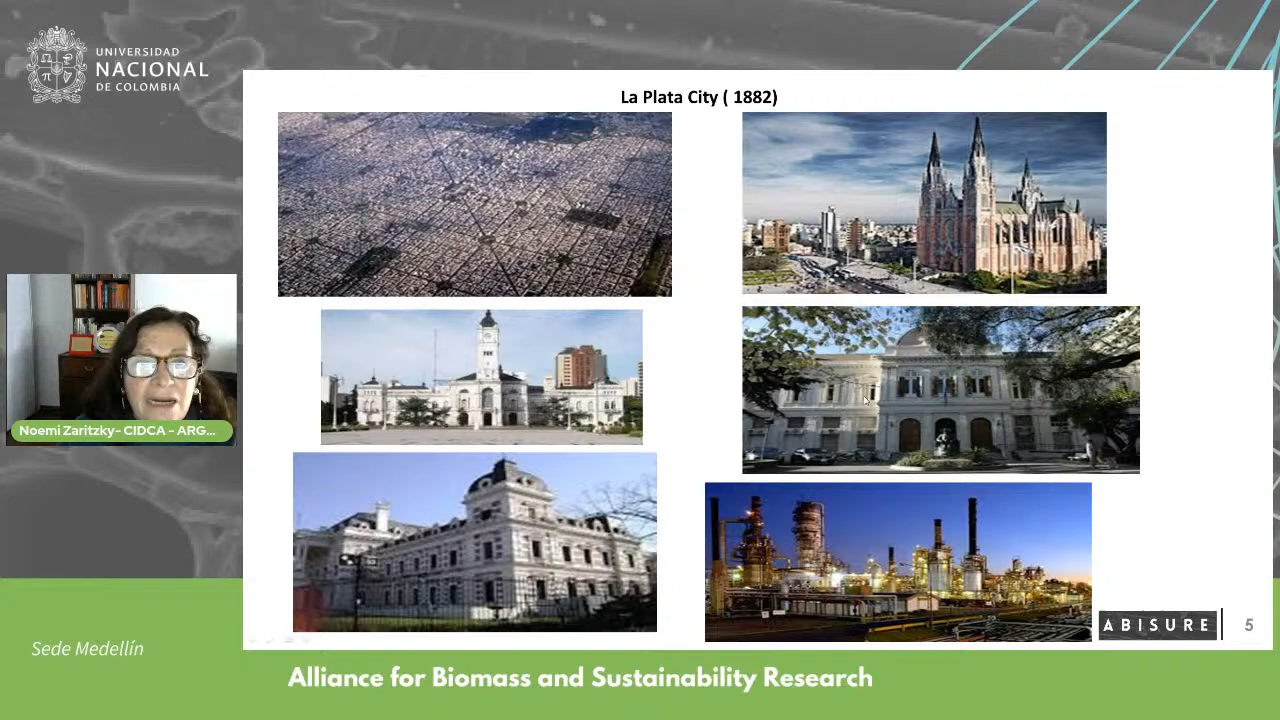 UNIVERSIDAD
NACIONAL
DE COLOMBIA
La Plata City ( 1882)
Noemi Zaritzky- CIDCA - ARG...
ABISURE
5
Sede Medellín
Alliance for Biomass and Sustainability Research